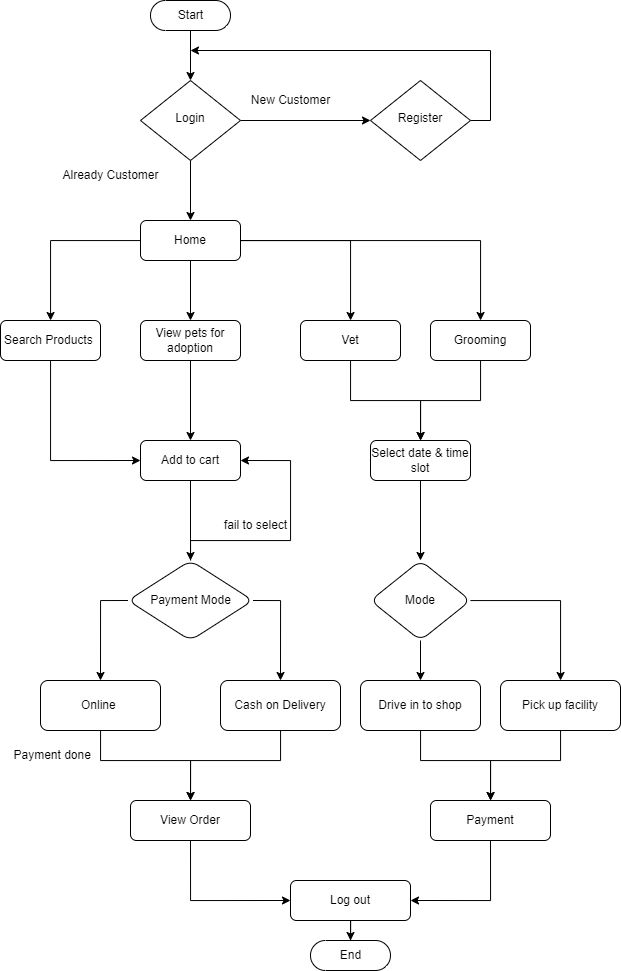 Start
Login
New Customer
Register
Already Customer
Home
Search Products
View pets for
adoption
Vet
Grooming
Add to cart
Select date & time
slot
fail to select
Payment Mode
Mode
Online
Cash on Delivery
Drive in to shop
Pick up facility
Payment done
View Order
Payment
Log out
End